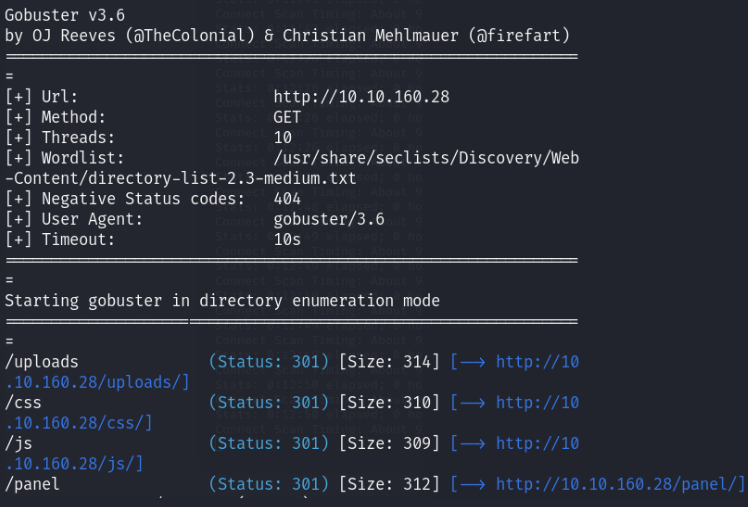 Gobuster v3.6
by OJ Reeves (@TheColonial) & Christian Mehlmauer (@firefart)
===============================================================
=
[+] Url:                     http://10.10.160.28
[+] Method:                  GET
[+] Threads:                 10
[+] Wordlist:                /usr/share/seclists/Discovery/Web
-Content/directory-list-2.3-medium.txt
[+] Negative Status codes:   404
[+] User Agent:              gobuster/3.6
[+] Timeout:                 10s
===============================================================
=
Starting gobuster in directory enumeration mode
===============================================================
=
/uploads              (Status: 301) [Size: 314] [--> http://10
.10.160.28/uploads/]
/css                  (Status: 301) [Size: 310] [--> http://10
.10.160.28/css/]
/js                   (Status: 301) [Size: 309] [--> http://10
.10.160.28/js/]
/panel                (Status: 301) [Size: 312] [--> http://10.10.160.28/panel/]